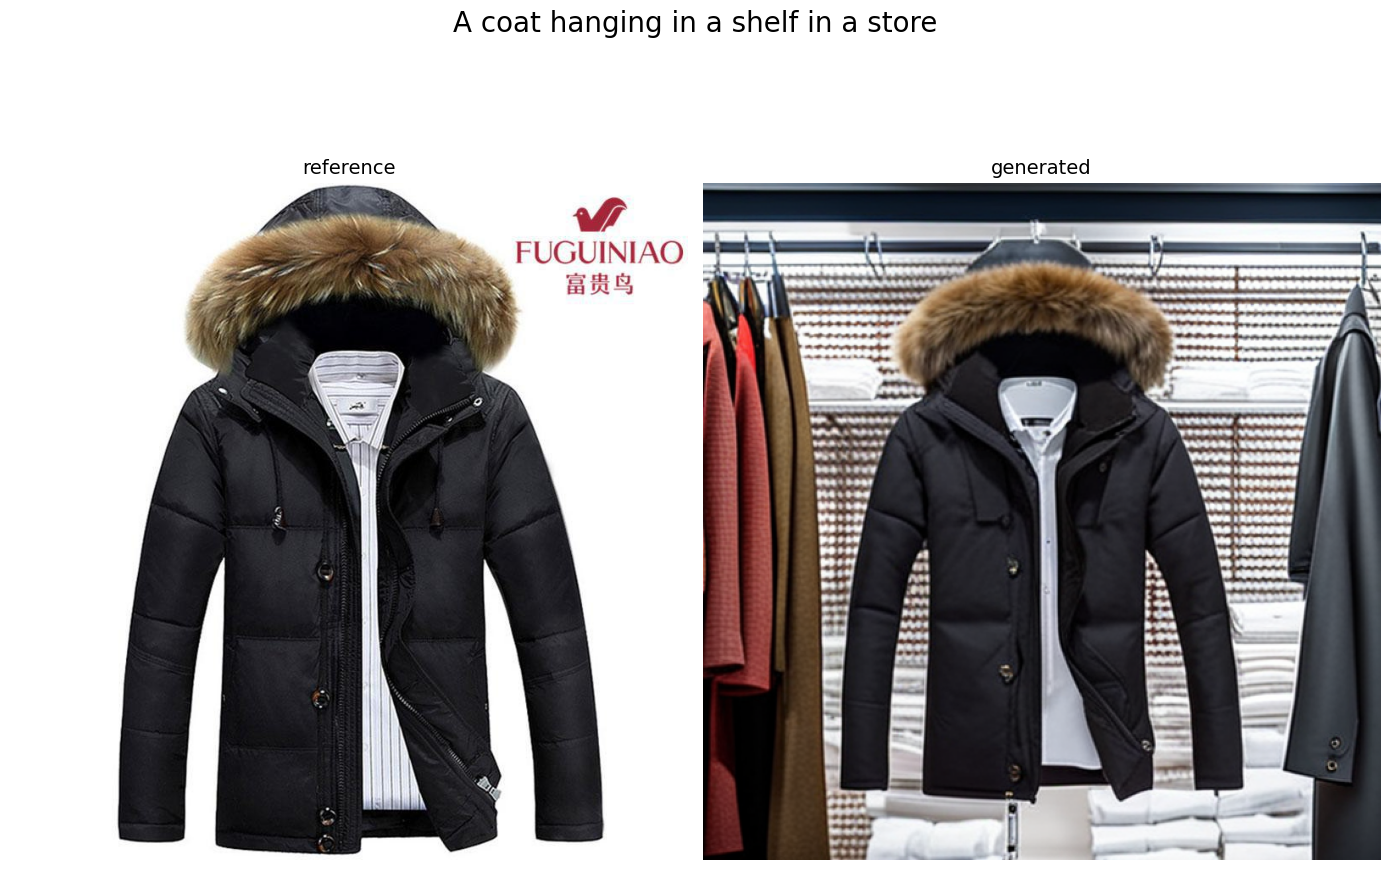 A coat hanging in a shelf in a store
reference
generated
FUGUINIAO
富贵鸟